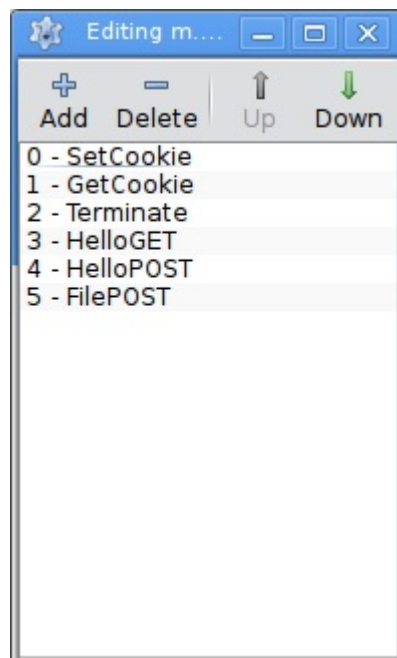 Editing m....
Add Delete Up Down
0 - SetCookie
1 - GetCookie
2 - Terminate
3 - HelloGET
4 - HelloPOST
5 - FilePOST